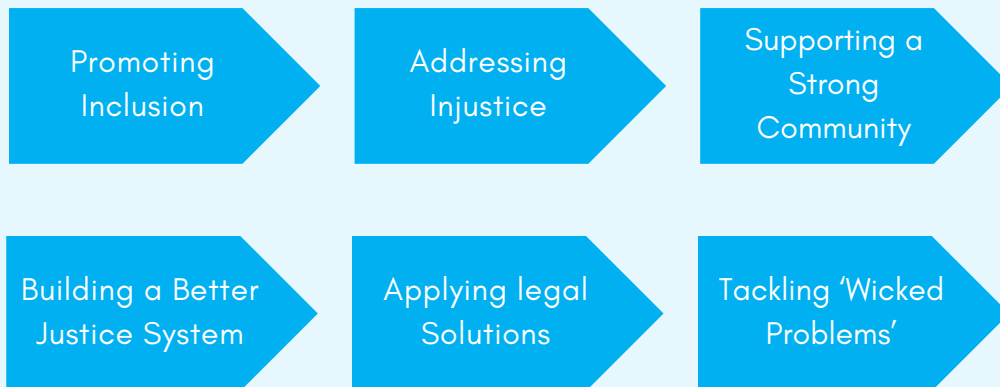 Promoting
Inclusion
Addressing
Injustice
Supporting a
Strong
Community
Building a Better
Justice System
Applying legal
Solutions
Tackling ‘Wicked
Problems’